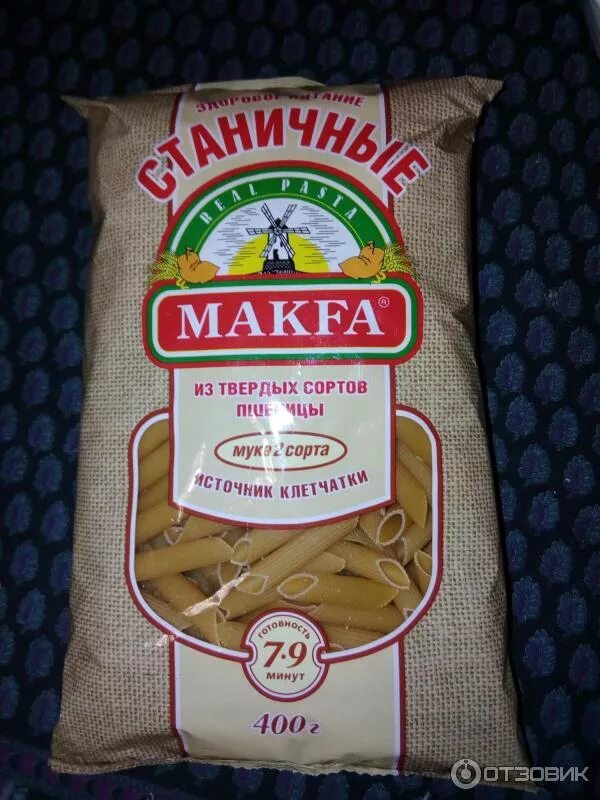 ЗДОРОВОЕ ПИТАНИЕ
СТАНИЧНЫЕ
REAL PASTA
MAKFA®
ИЗ ТВЕРДЫХ СОРТОВ
ПШЕНИЦЫ
мука 2 сорта
ИСТОЧНИК КЛЕТЧАТКИ
ГОТОВНОСТЬ
7·9
МИНУТ
400г
ОТЗОВИК